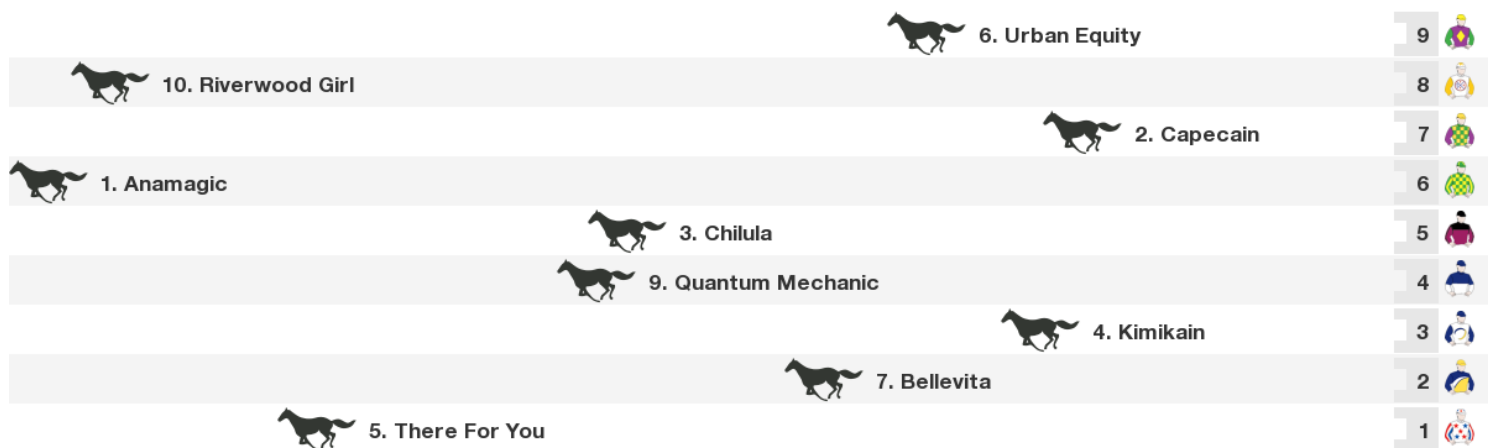 6. Urban Equity 9
10. Riverwood Girl 8
2. Capecain 7
1. Anamagic 6
3. Chilula 5
9. Quantum Mechanic 4
4. Kimikain 3
7. Bellevita 2
5. There For You 1